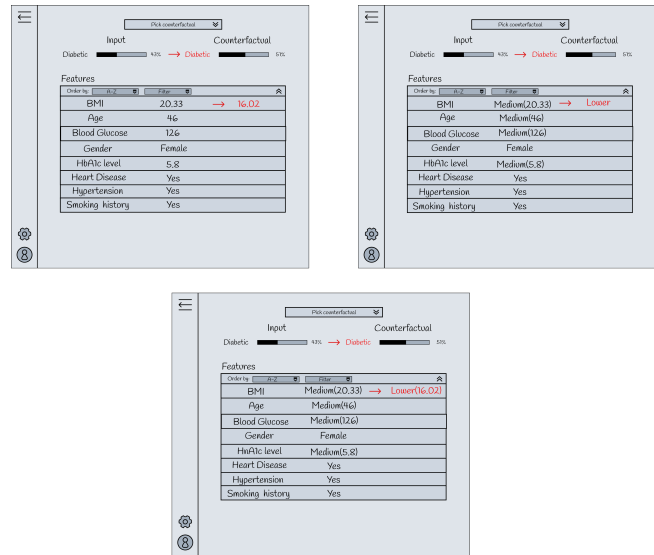 Pick counterfactual
Input Counterfactual
Diabetic 43% → Diabetic 51%
Features
Order by: A-Z Filter
BMI 20.33 → 16.02
Age 46
Blood Glucose 126
Gender Female
HbA1c level 5,8
Heart Disease Yes
Hypertension Yes
Smoking history Yes
Pick counterfactual
Input Counterfactual
Diabetic 43% → Diabetic 51%
Features
Order by: A-Z Filter
BMI Medium(20.33) → Lower
Age Medium(46)
Blood Glucose Medium(126)
Gender Female
HbA1c level Medium(5,8)
Heart Disease Yes
Hypertension Yes
Smoking history Yes
Pick counterfactual
Input Counterfactual
Diabetic 43% → Diabetic 51%
Features
Order by A-Z Filter
BMI Medium(20.33) → Lower(16.02)
Age Medium(46)
Blood Glucose Medium(126)
Gender Female
HnA1c level Medium(5,8)
Heart Disease Yes
Hypertension Yes
Smoking history Yes